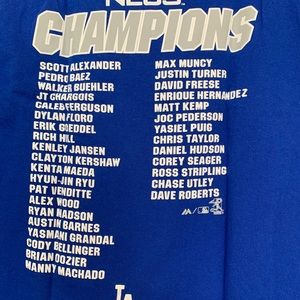 NLCS
CHAMPIONS
SCOTT ALEXANDER
PEDRO BAEZ
WALKER BUEHLER
JT CHARGOIS
CALEB FERGUSON
DYLAN FLORO
ERIK GOEDDEL
RICH HILL
KENLEY JANSEN
CLAYTON KERSHAW
KENTA MAEDA
HYUN-JIN RYU
PAT VENDITTE
ALEX WOOD
RYAN MADSON
AUSTIN BARNES
YASMANI GRANDAL
CODY BELLINGER
BRIAN DOZIER
MANNY MACHADO
MAX MUNCY
JUSTIN TURNER
DAVID FREESE
ENRIQUE HERNANDEZ
MATT KEMP
JOC PEDERSON
YASIEL PUIG
CHRIS TAYLOR
DANIEL HUDSON
COREY SEAGER
ROSS STRIPLING
CHASE UTLEY
DAVE ROBERTS
LA